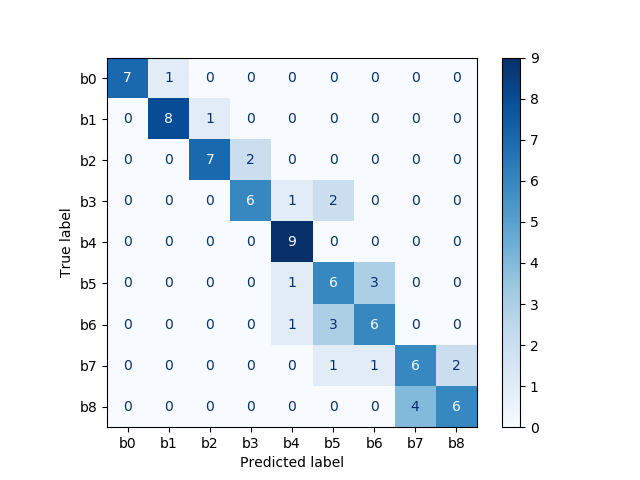 b0 7 1 0 0 0 0 0 0 0
b1 0 8 1 0 0 0 0 0 0
b2 0 0 7 2 0 0 0 0 0
b3 0 0 0 6 1 2 0 0 0
b4 0 0 0 0 9 0 0 0 0
b5 0 0 0 0 1 6 3 0 0
b6 0 0 0 0 1 3 6 0 0
b7 0 0 0 0 0 1 1 6 2
b8 0 0 0 0 0 0 0 4 6
b0 b1 b2 b3 b4 b5 b6 b7 b8
Predicted label
True label
9
8
7
6
5
4
3
2
1
0